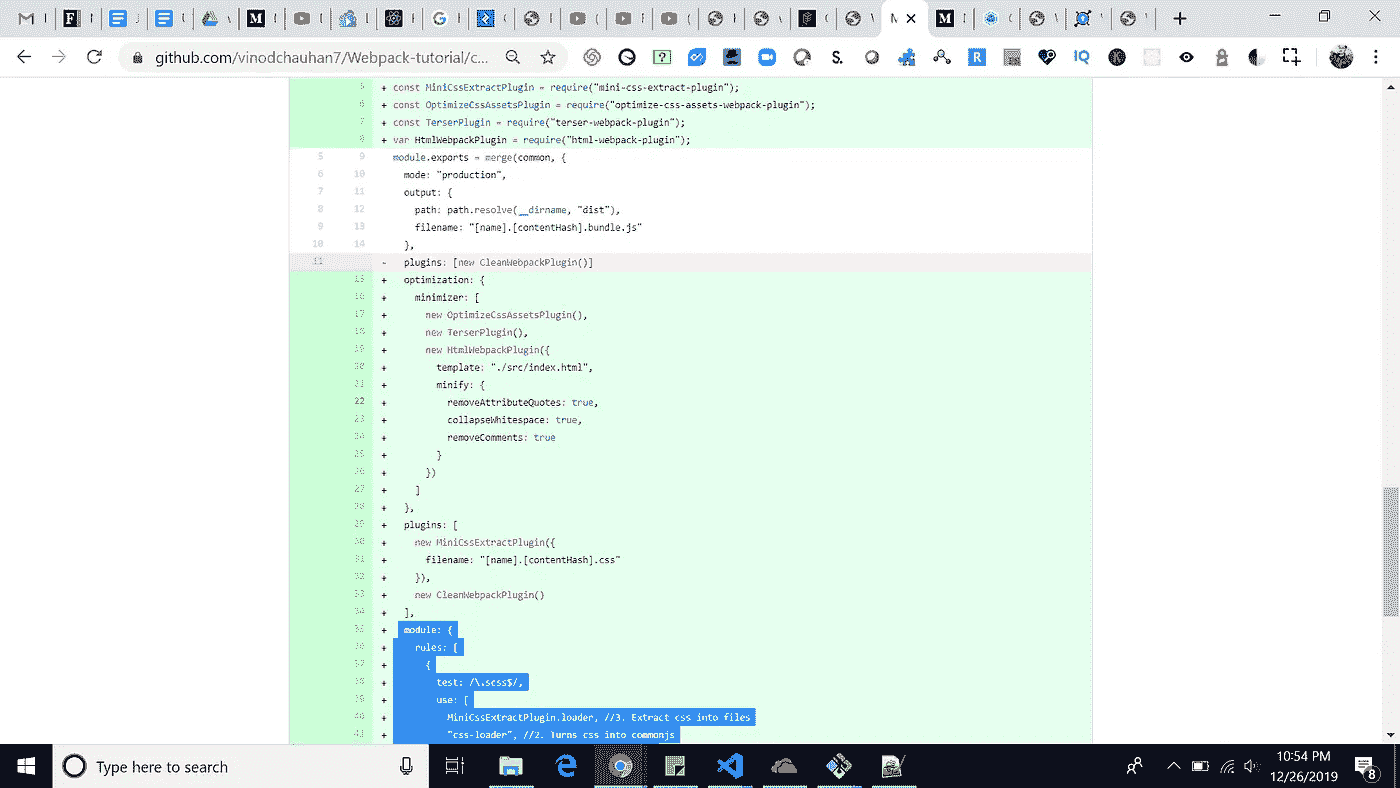 github.com/vinodchauhan7/Webpack-tutorial/c...
5 + const MiniCssExtractPlugin = require("mini-css-extract-plugin");
6 + const OptimizeCssAssetsPlugin = require("optimize-css-assets-webpack-plugin");
7 + const TerserPlugin = require("terser-webpack-plugin");
8 + var HtmlWebpackPlugin = require("html-webpack-plugin");
5 9 module.exports = merge(common, {
6 10 mode: "production",
7 11 output: {
8 12 path: path.resolve(__dirname, "dist"),
9 13 filename: "[name].[contentHash].bundle.js"
10 14 },
11 - plugins: [new CleanWebpackPlugin()]
15 + optimization: {
16 + minimizer: [
17 + new OptimizeCssAssetsPlugin(),
18 + new TerserPlugin(),
19 + new HtmlWebpackPlugin({
20 + template: "./src/index.html",
21 + minify: {
22 + removeAttributeQuotes: true,
23 + collapseWhitespace: true,
24 + removeComments: true
25 + }
26 + })
27 + ]
28 + },
29 + plugins: [
30 + new MiniCssExtractPlugin({
31 + filename: "[name].[contentHash].css"
32 + }),
33 + new CleanWebpackPlugin()
34 + ],
35 + module: {
36 + rules: [
37 + {
38 + test: /\.scss$/,
39 + use: [
40 + MiniCssExtractPlugin.loader, //3. Extract css into files
41 + "css-loader", //2. Turns css into commonjs
Type here to search
10:54 PM
12/26/2019
8